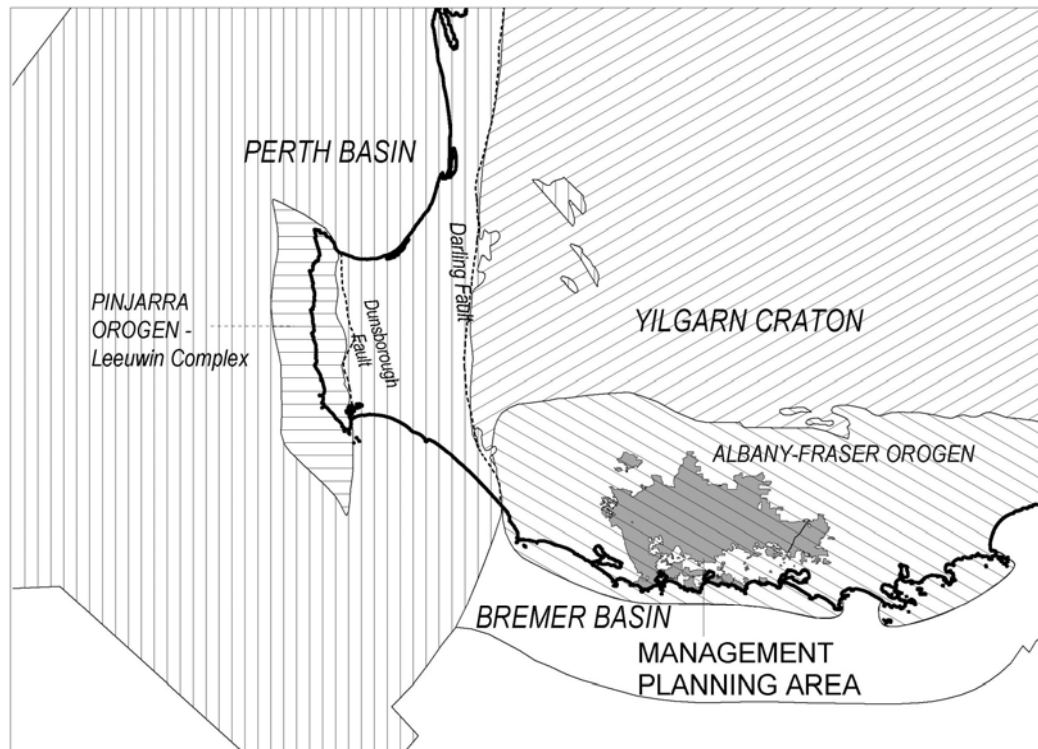 PERTH BASIN
Darling Fault
PINJARRA
OROGEN -
Leeuwin Complex
Dunsborough
Fault
YILGARN CRATON
ALBANY-FRASER OROGEN
BREMER BASIN
MANAGEMENT
PLANNING AREA